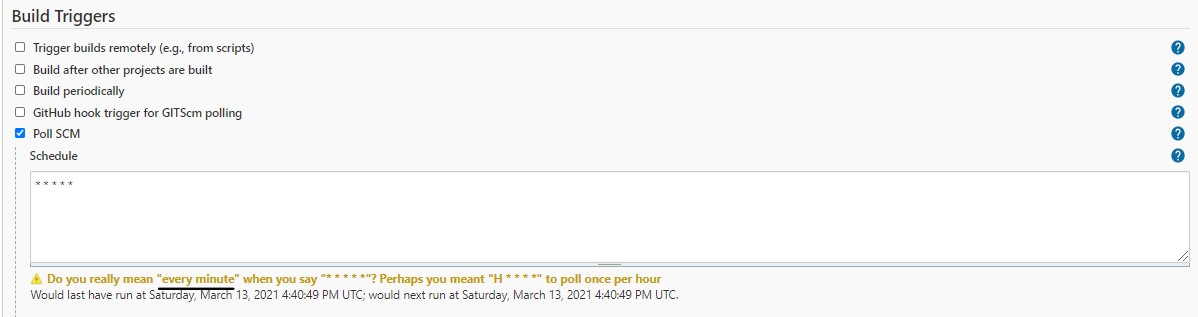 Build Triggers
Trigger builds remotely (e.g., from scripts)
Build after other projects are built
Build periodically
GitHub hook trigger for GITScm polling
Poll SCM
Schedule
* * * * *
Do you really mean "every minute" when you say "* * * * *"? Perhaps you meant "H * * * *" to poll once per hour
Would last have run at Saturday, March 13, 2021 4:40:49 PM UTC; would next run at Saturday, March 13, 2021 4:40:49 PM UTC.